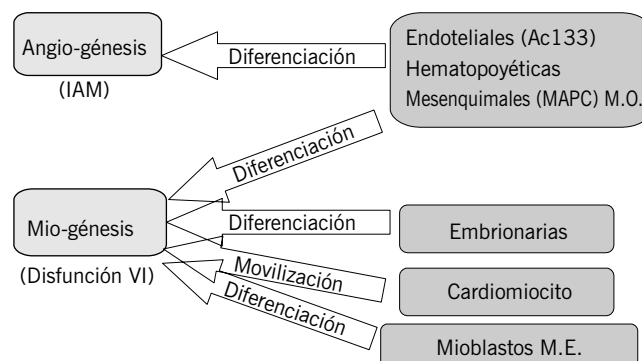 Angio-génesis
(IAM)
Diferenciación
Endoteliales (Ac133)
Hematopoyéticas
Mesenquimales (MAPC) M.O.
Diferenciación
Mio-génesis
(Disfunción VI)
Diferenciación
Embrionarias
Movilización
Cardiomiocito
Diferenciación
Mioblastos M.E.